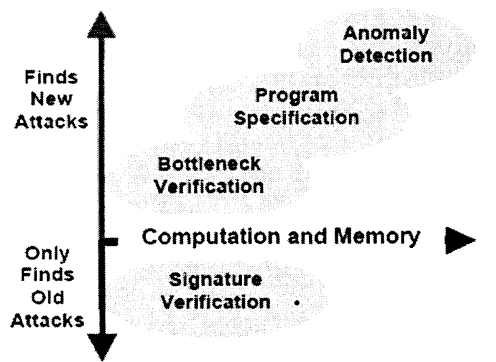 Anomaly
Detection
Finds
New
Attacks
Program
Specification
Bottleneck
Verification
Computation and Memory
Only
Finds
Old
Attacks
Signature
Verification